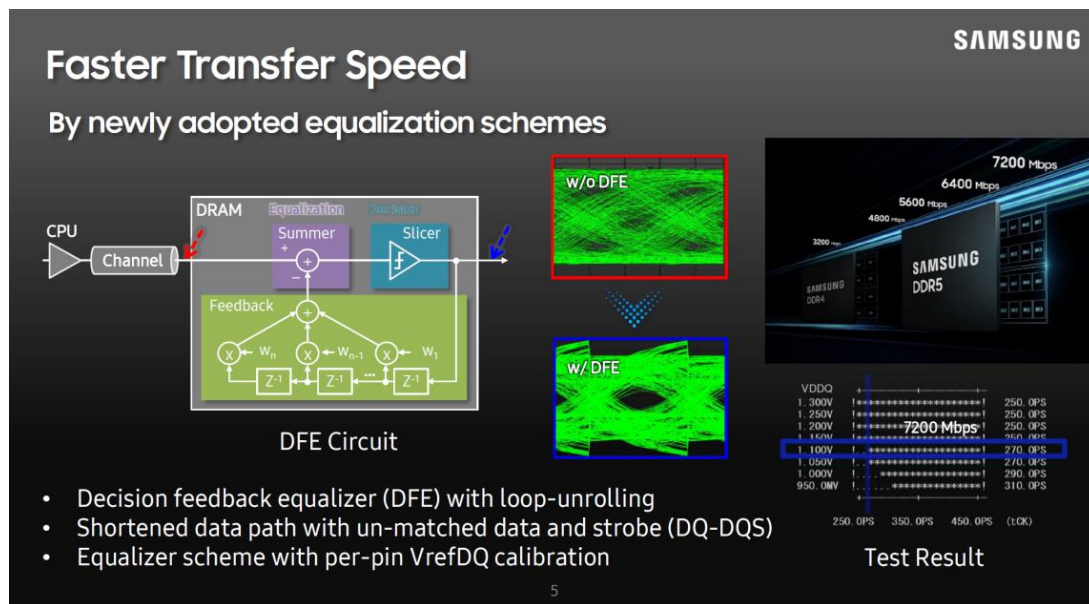 SAMSUNG
Faster Transfer Speed
By newly adopted equalization schemes
CPU
Channel
DRAM
Equalization
Decision
Summer
Slicer
+
+
−
Feedback
+
X
Wn
X
Wn-1
X
W1
Z-1
Z-1
...
Z-1
DFE Circuit
w/o DFE
w/ DFE
7200 Mbps
6400 Mbps
5600 Mbps
4800 Mbps
3200 Mbps
SAMSUNG
DDR4
SAMSUNG
DDR5
VDDQ
1.300V !*********************! 250.0PS
1.250V !*********************! 250.0PS
1.200V 250.0PS
7200 Mbps
1.150V 250.0PS
1.100V 270.0PS
1.050V 270.0PS
1.000V 290.0PS
950.0MV 310.0PS
250.0PS 350.0PS 450.0PS (tCK)
Test Result
• Decision feedback equalizer (DFE) with loop-unrolling
• Shortened data path with un-matched data and strobe (DQ-DQS)
• Equalizer scheme with per-pin VrefDQ calibration
5